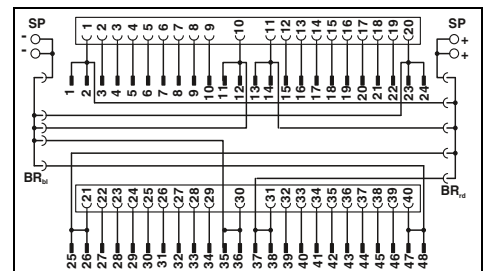 SP 1 2 3 4 5 6 7 8 9 10 11 12 13 14 15 16 17 18 19 20 SP
- +
- +
1 2 3 4 5 6 7 8 9 10 11 12 13 14 15 16 17 18 19 20 21 22 23 24
BRbl BRrd
21 22 23 24 25 26 27 28 29 30 31 32 33 34 35 36 37 38 39 40
25 26 27 28 29 30 31 32 33 34 35 36 37 38 39 40 41 42 43 44 45 46 47 48